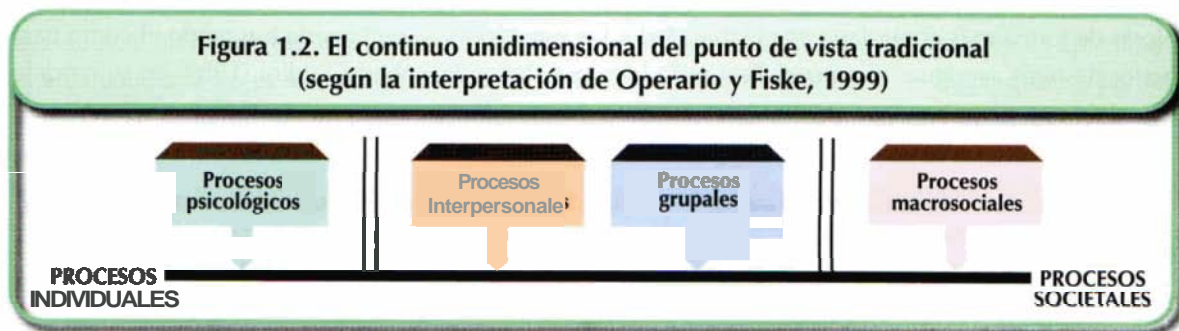 Figura 1.2. El continuo unidimensional del punto de vista tradicional
(según la interpretación de Operario y Fiske, 1999)
Procesos
psicológicos
Procesos
Interpersonales
Procesos
grupales
Procesos
macrosociales
PROCESOS
INDIVIDUALES
PROCESOS
SOCIETALES